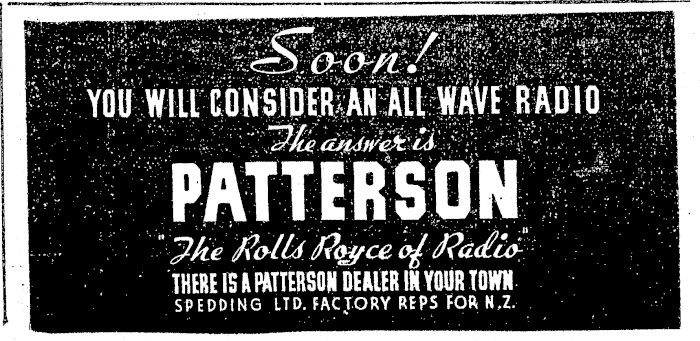 Soon!
YOU WILL CONSIDER AN ALL WAVE RADIO
The answer is
PATTERSON
"The Rolls Royce of Radio"
THERE IS A PATTERSON DEALER IN YOUR TOWN.
SPEDDING LTD. FACTORY REPS FOR N.Z.